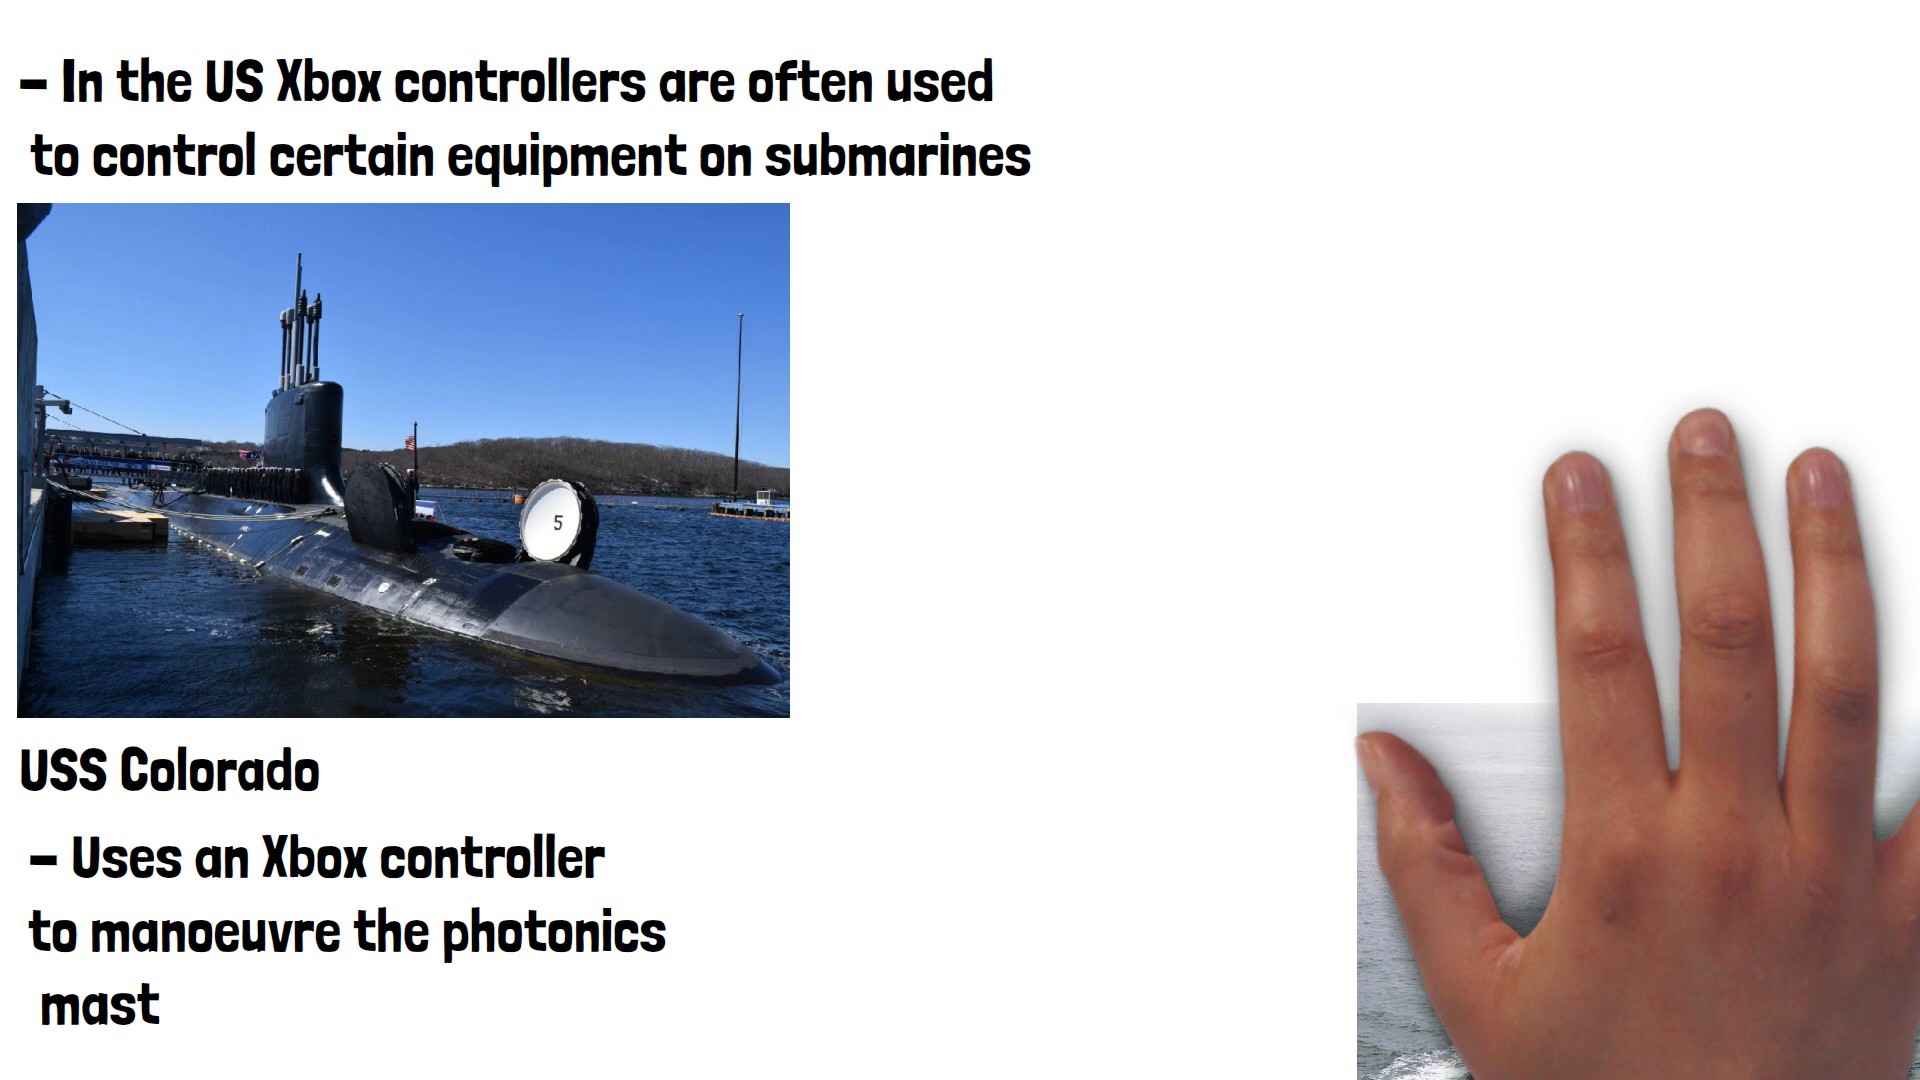 – In the US Xbox controllers are often used
to control certain equipment on submarines
5
USS Colorado
– Uses an Xbox controller
to manoeuvre the photonics
mast